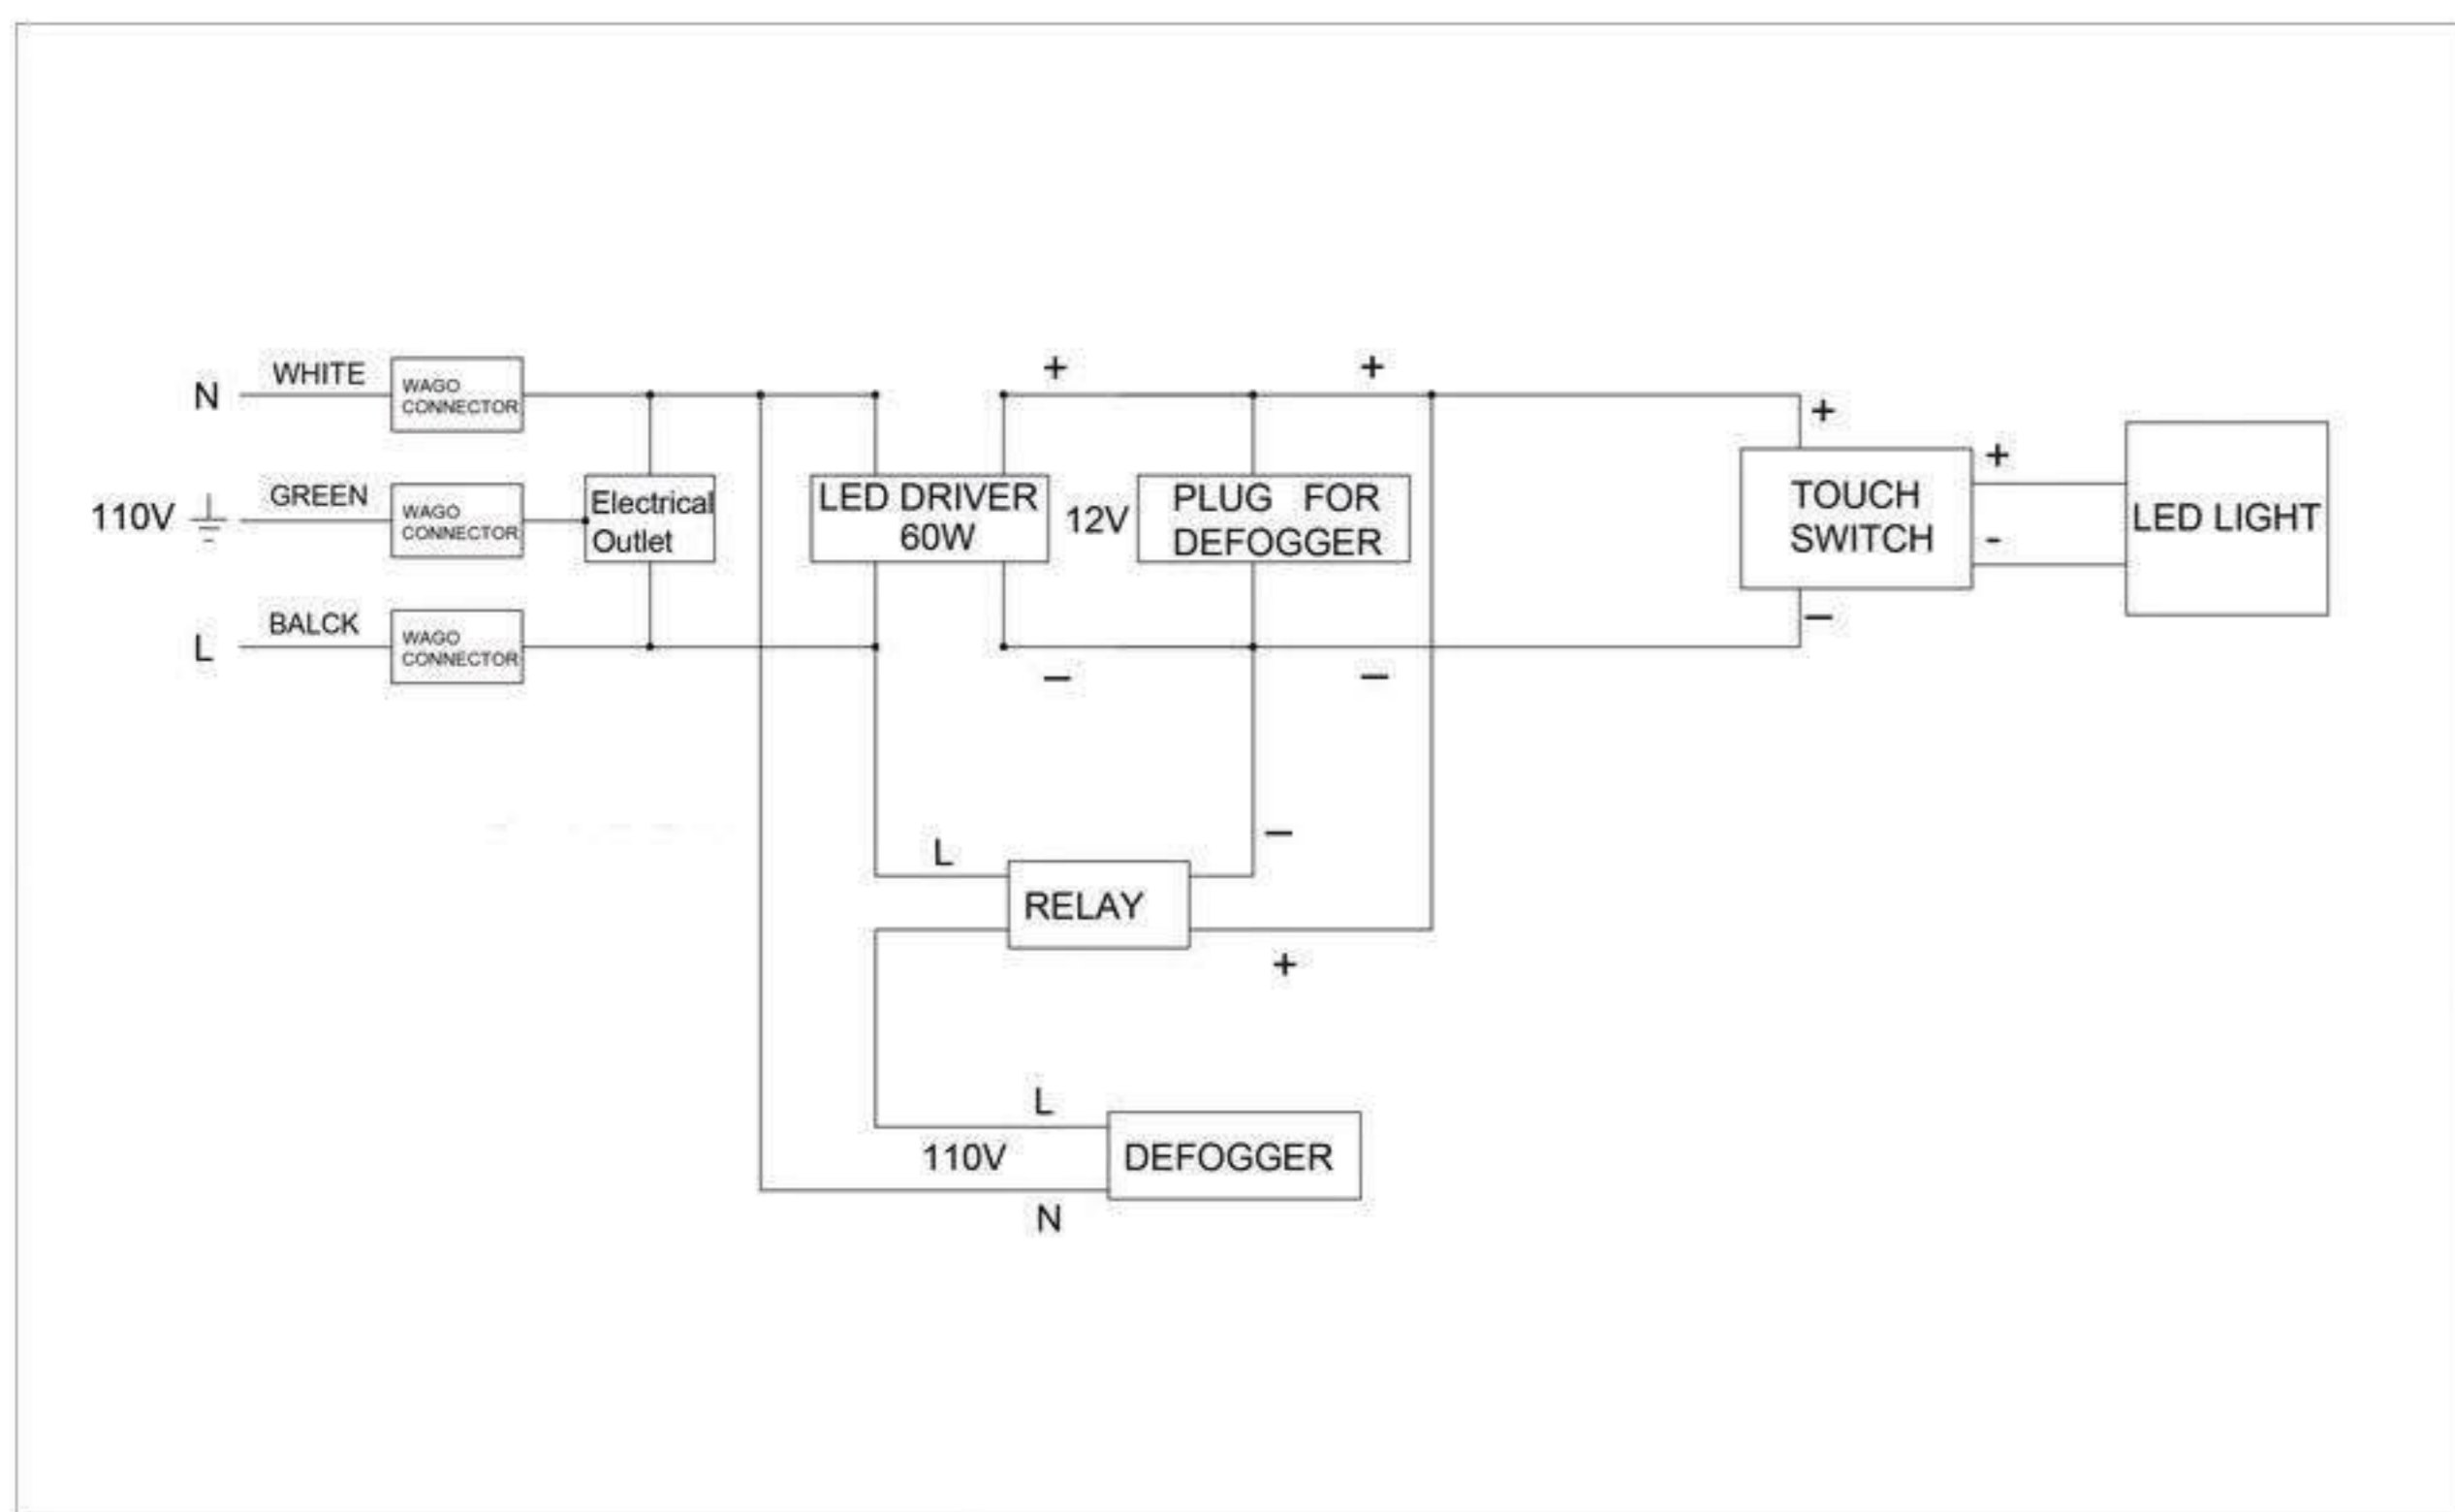 N
WHITE
WAGO
CONNECTOR
110V
GREEN
WAGO
CONNECTOR
L
BALCK
WAGO
CONNECTOR
Electrical
Outlet
LED DRIVER
60W
+
−
12V
PLUG FOR
DEFOGGER
+
−
+
TOUCH
SWITCH
−
+
-
LED LIGHT
L
RELAY
−
+
L
110V
N
DEFOGGER